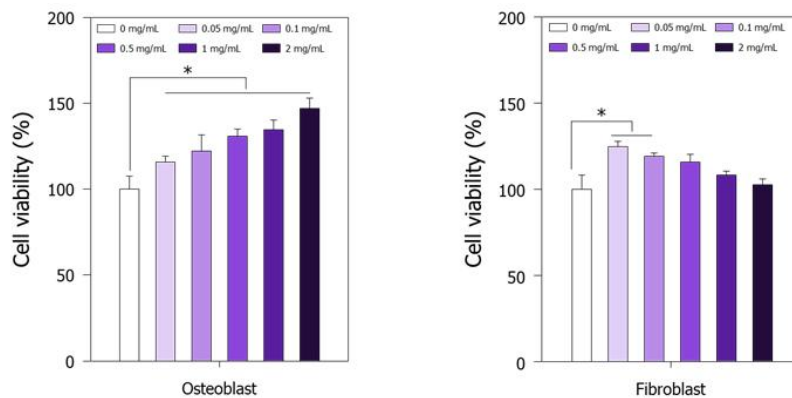 200
0 mg/mL 0.05 mg/mL 0.1 mg/mL
0.5 mg/mL 1 mg/mL 2 mg/mL
*
150
100
50
0
Cell viability (%)
Osteoblast
200
0 mg/mL 0.05 mg/mL 0.1 mg/mL
0.5 mg/mL 1 mg/mL 2 mg/mL
*
150
100
50
0
Cell viability (%)
Fibroblast